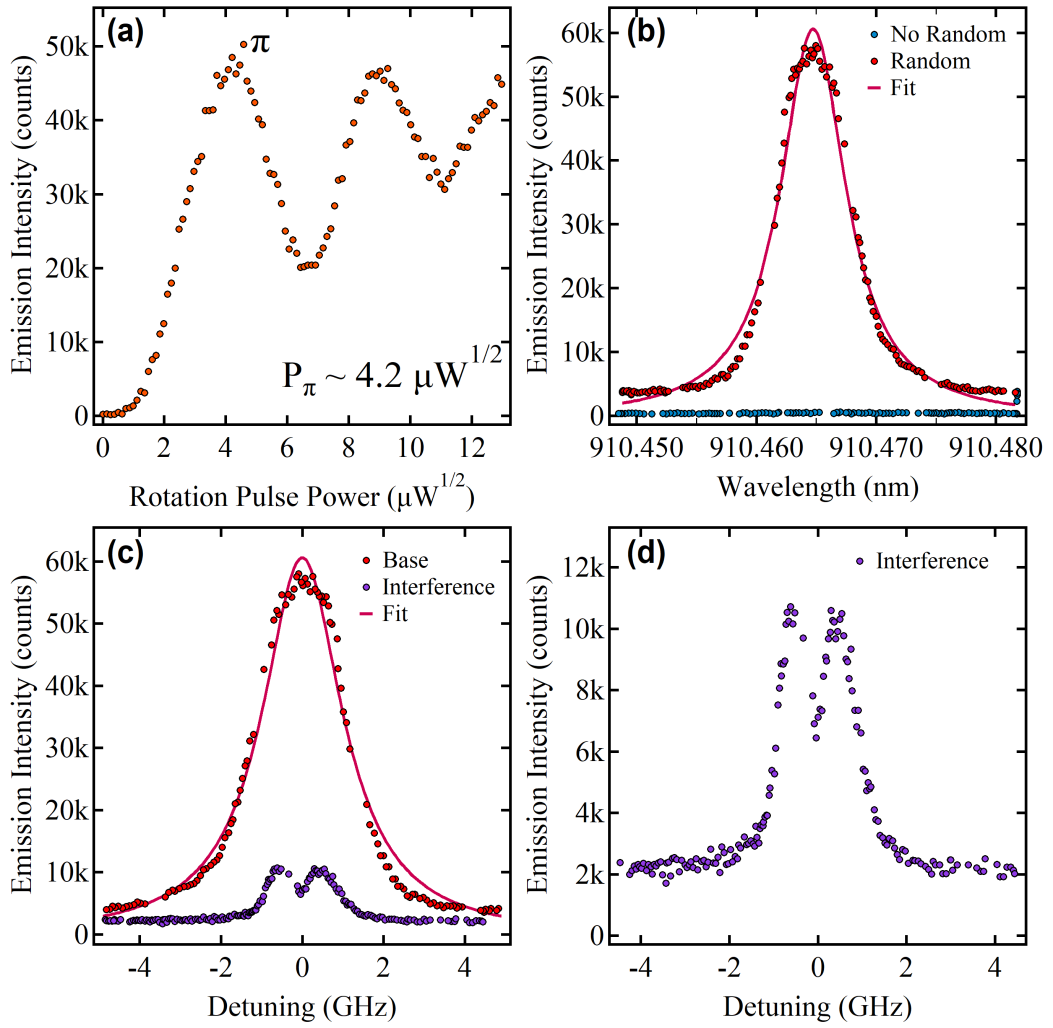 (a)
π
50k
40k
30k
20k
10k
0
Emission Intensity (counts)
P_π ~ 4.2 μW^1/2
0 2 4 6 8 10 12
Rotation Pulse Power (μW^1/2)
(b)
No Random
Random
Fit
60k
50k
40k
30k
20k
10k
0
Emission Intensity (counts)
910.450 910.460 910.470 910.480
Wavelength (nm)
(c)
Base
Interference
Fit
60k
50k
40k
30k
20k
10k
0
Emission Intensity (counts)
-4 -2 0 2 4
Detuning (GHz)
(d)
Interference
12k
10k
8k
6k
4k
2k
0
Emission Intensity (counts)
-4 -2 0 2 4
Detuning (GHz)